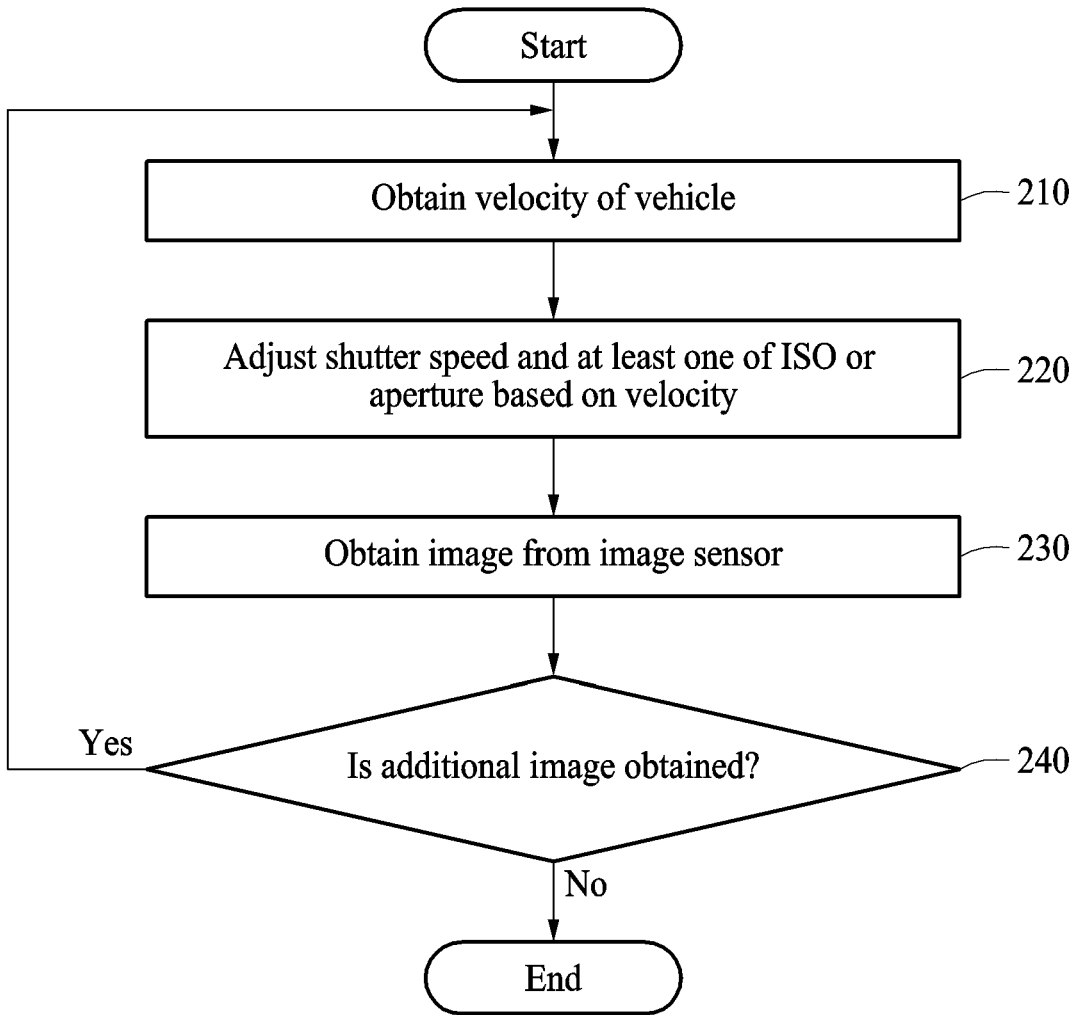 Start
Obtain velocity of vehicle
210
Adjust shutter speed and at least one of ISO or
aperture based on velocity
220
Obtain image from image sensor
230
Yes
Is additional image obtained?
240
No
End